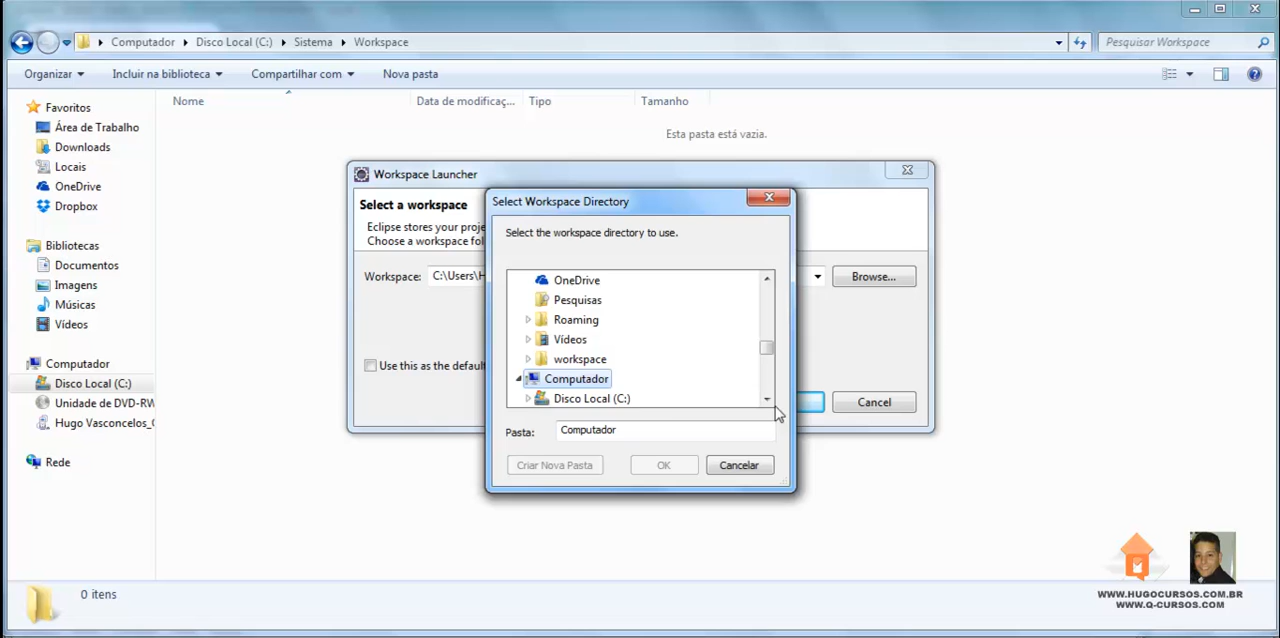 Computador
Disco Local (C:)
Sistema
Workspace
Pesquisar Workspace
Organizar
Incluir na biblioteca
Compartilhar com
Nova pasta
Favoritos
Área de Trabalho
Downloads
Locais
OneDrive
Dropbox
Bibliotecas
Documentos
Imagens
Músicas
Vídeos
Computador
Disco Local (C:)
Unidade de DVD-RW
Hugo Vasconcelos_
Rede
Nome
Data de modificaç...
Tipo
Tamanho
Esta pasta está vazia.
Workspace Launcher
Select a workspace
Eclipse stores your
Choose a workspace
Workspace:
C:\Users\H
Browse...
Use this as the default
Cancel
Select Workspace Directory
Select the workspace directory to use.
OneDrive
Pesquisas
Roaming
Vídeos
workspace
Computador
Disco Local (C:)
Pasta:
Computador
Criar Nova Pasta
OK
Cancelar
0 itens
WWW.HUGOCURSOS.COM.BR
WWW.Q-CURSOS.COM